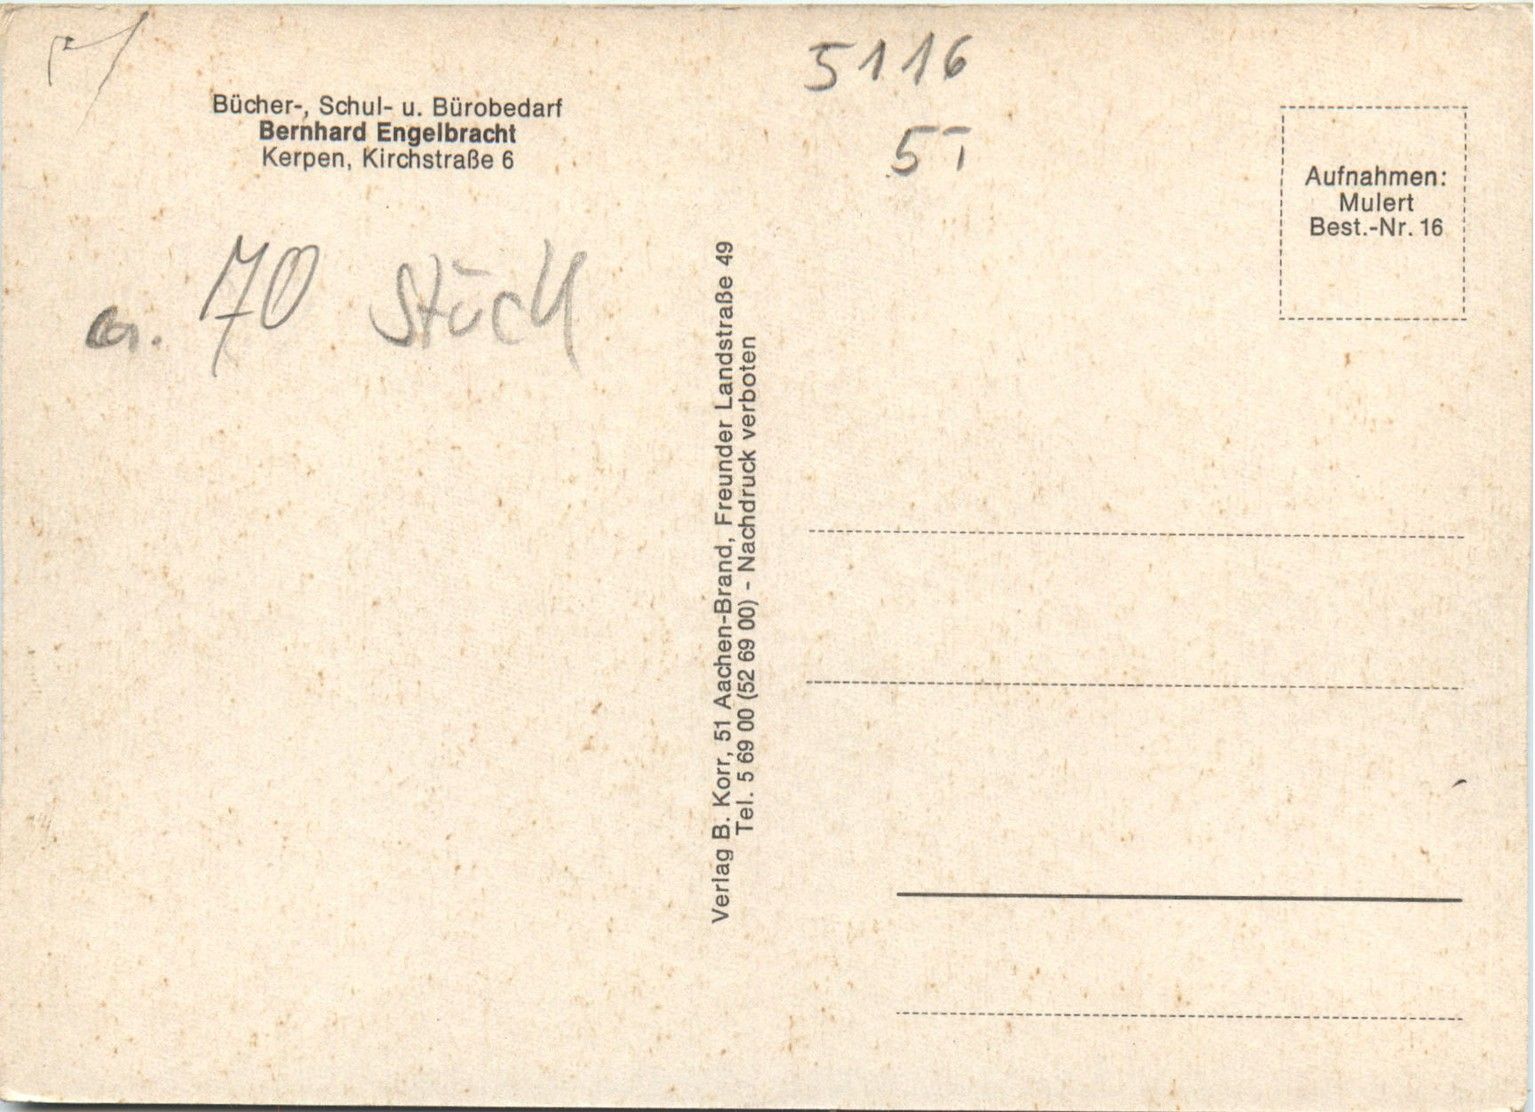 5116
5T
Bücher-, Schul- u. Bürobedarf
Bernhard Engelbracht
Kerpen, Kirchstraße 6
ca. 70 Stück
Verlag B. Korr, 51 Aachen-Brand, Freunder Landstraße 49
Tel. 5 69 00 (52 69 00) - Nachdruck verboten
Aufnahmen:
Mulert
Best.-Nr. 16